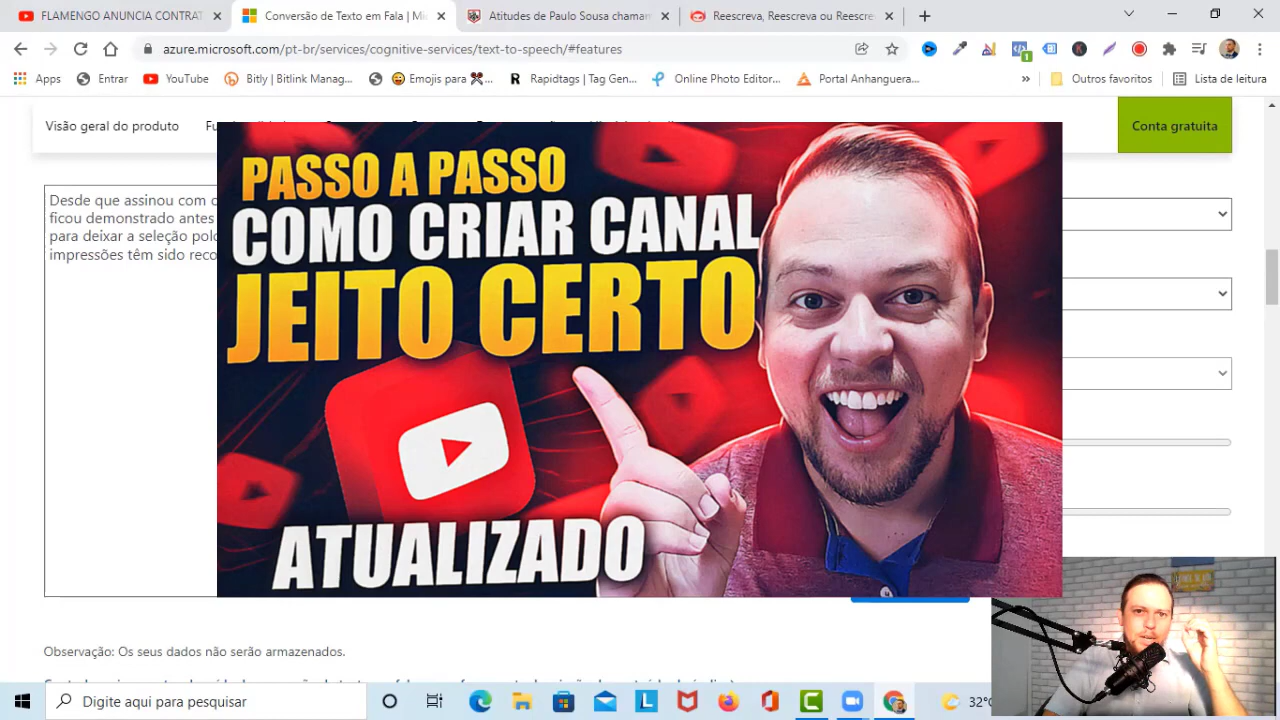 FLAMENGO ANUNCIA CONTRAT
Conversão de Texto em Fala | Mi
Atitudes de Paulo Sousa chamam
Reescreva, Reescreva ou Reescre
azure.microsoft.com/pt-br/services/cognitive-services/text-to-speech/#features
1
Apps
Entrar
YouTube
Bitly | Bitlink Manag...
Emojis para
Rapidtags | Tag Gen...
Online Photo Editor...
Portal Anhanguera...
»
Outros favoritos
Lista de leitura
Visão geral do produto
Conta gratuita
Desde que assinou com
ficou demonstrado antes
para deixar a seleção
impressões têm sido
PASSO A PASSO
COMO CRIAR CANAL
JEITO CERTO
ATUALIZADO
Observação: Os seus dados não serão armazenados.
Digite aqui para pesquisar
32°